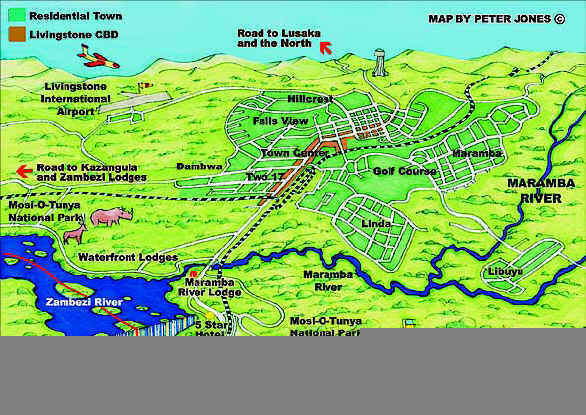 Residential Town
Livingstone CBD
MAP BY PETER JONES ©
Road to Lusaka
and the North
Livingstone
International
Airport
Hillcrest
Falls View
Town Center
Maramba
Dambwa
Two 17
Golf Course
Road to Kazangula
and Zambezi Lodges
MARAMBA
RIVER
Mosi-O-Tunya
National Park
Linda
Waterfront Lodges
Libuyu
Maramba
River Lodge
Maramba
River
Zambezi River
5 Star
Hotel
Mosi-O-Tunya
National Park